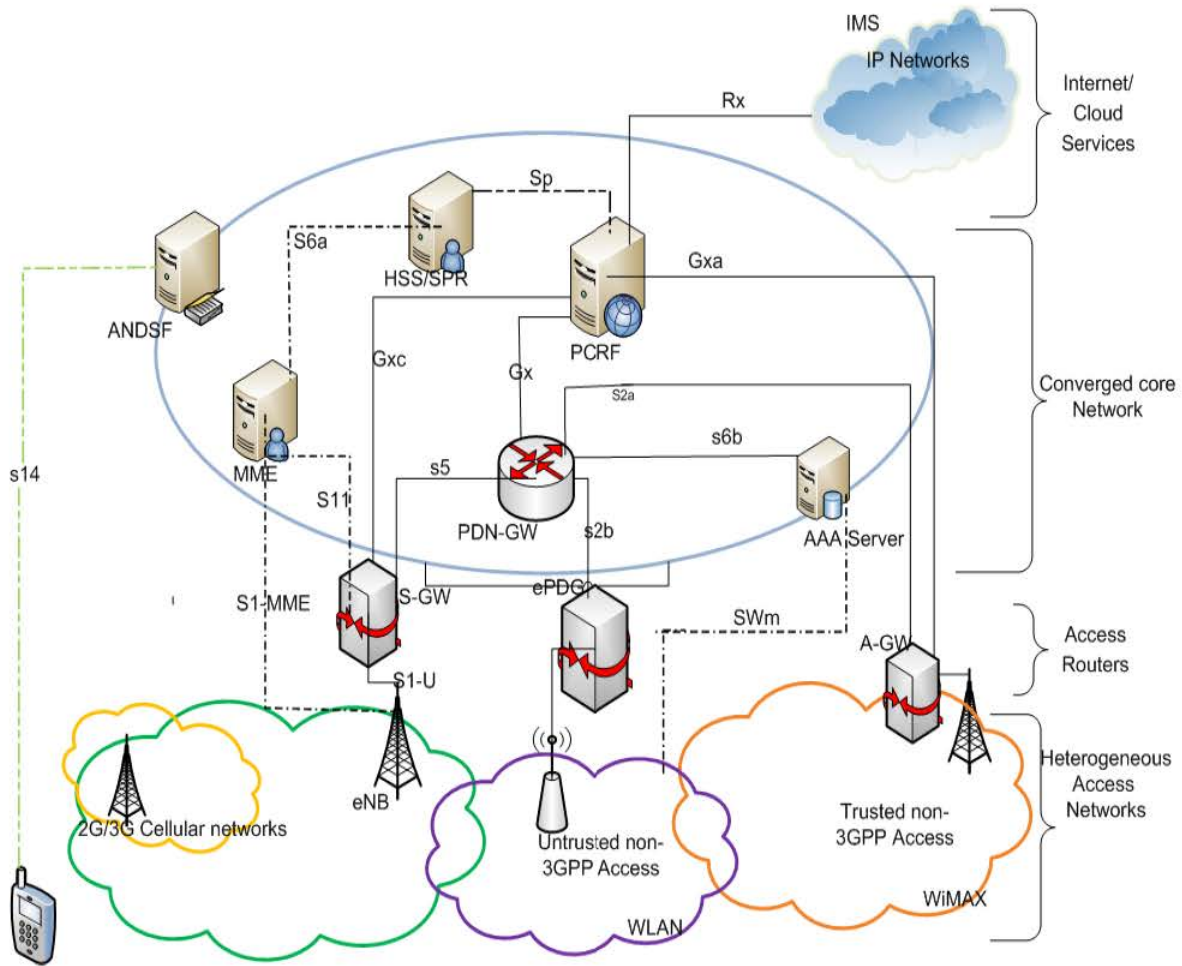 IMS
IP Networks
Internet/
Cloud
Services
Rx
Sp
S6a
HSS/SPR
Gxa
ANDSF
PCRF
Gxc
Gx
S2a
Converged core
Network
s6b
MME
s14
s5
S11
PDN-GW
s2b
AAA Server
ePDG
S-GW
S1-MME
SWm
Access
Routers
A-GW
S1-U
Heterogeneous
Access
Networks
eNB
2G/3G Cellular networks
Trusted non-
3GPP Access
Untrusted non-
3GPP Access
WiMAX
WLAN